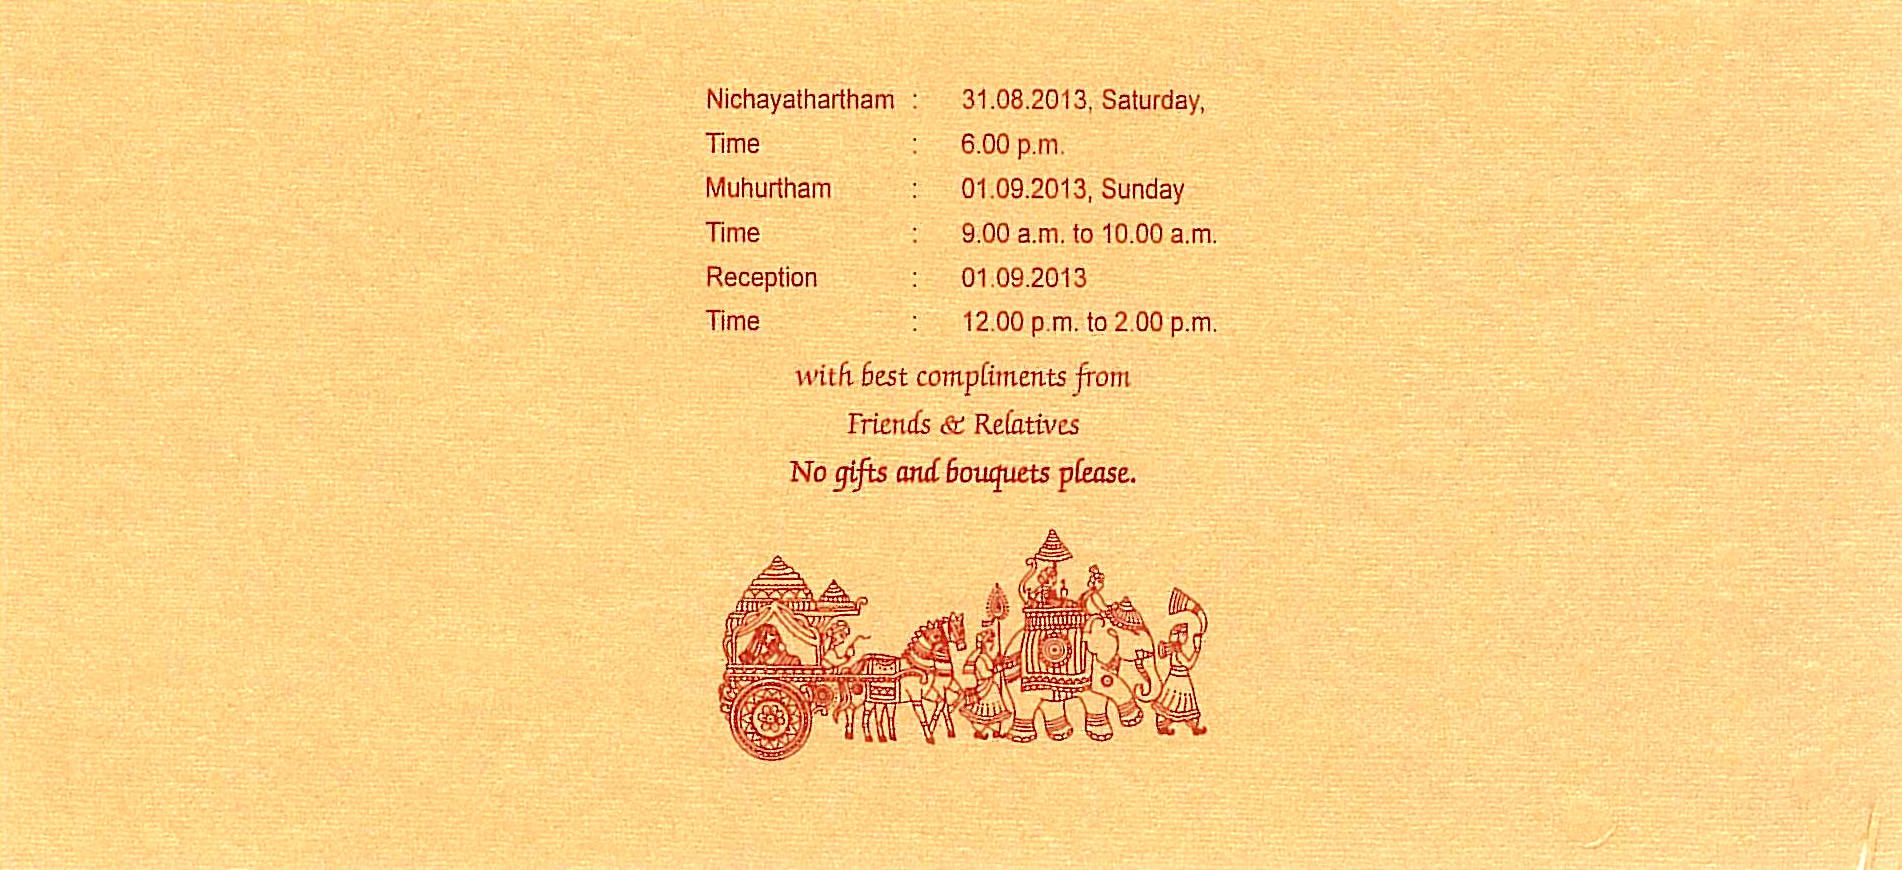 Nichayathartham : 31.08.2013, Saturday,
Time : 6.00 p.m.
Muhurtham : 01.09.2013, Sunday
Time : 9.00 a.m. to 10.00 a.m.
Reception : 01.09.2013
Time : 12.00 p.m. to 2.00 p.m.
with best compliments from
Friends & Relatives
No gifts and bouquets please.